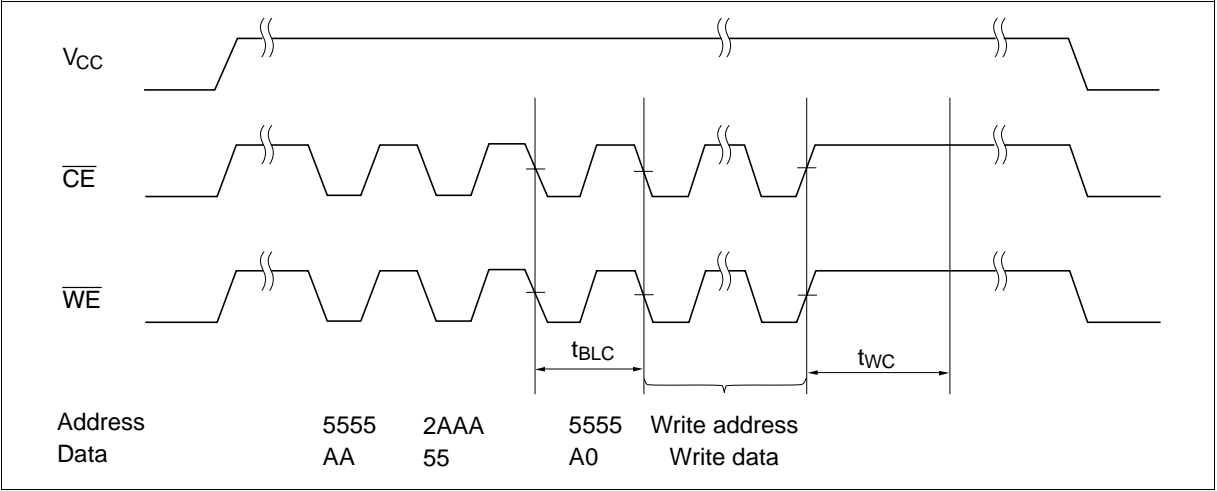 VCC
CE
WE
tBLC
tWC
Address 5555 2AAA 5555 Write address
Data AA 55 A0 Write data